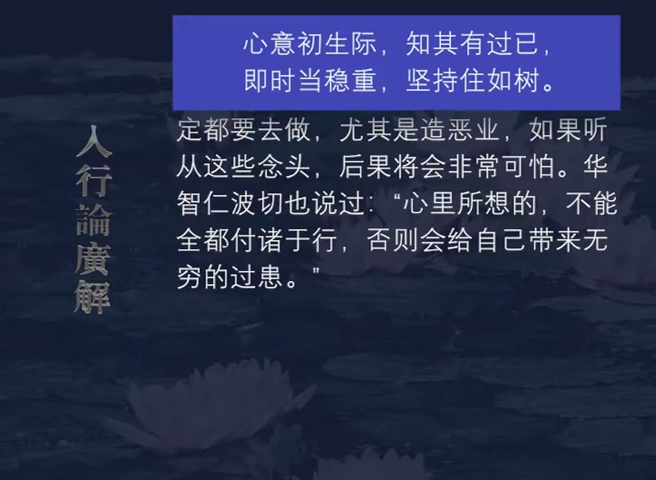 心意初生际，知其有过已，
即时当稳重，坚持住如树。
定都要去做，尤其是造恶业，如果听
从这些念头，后果将会非常可怕。华
智仁波切也说过：“心里所想的，不能
全都付诸于行，否则会给自己带来无
穷的过患。”
入行論廣解